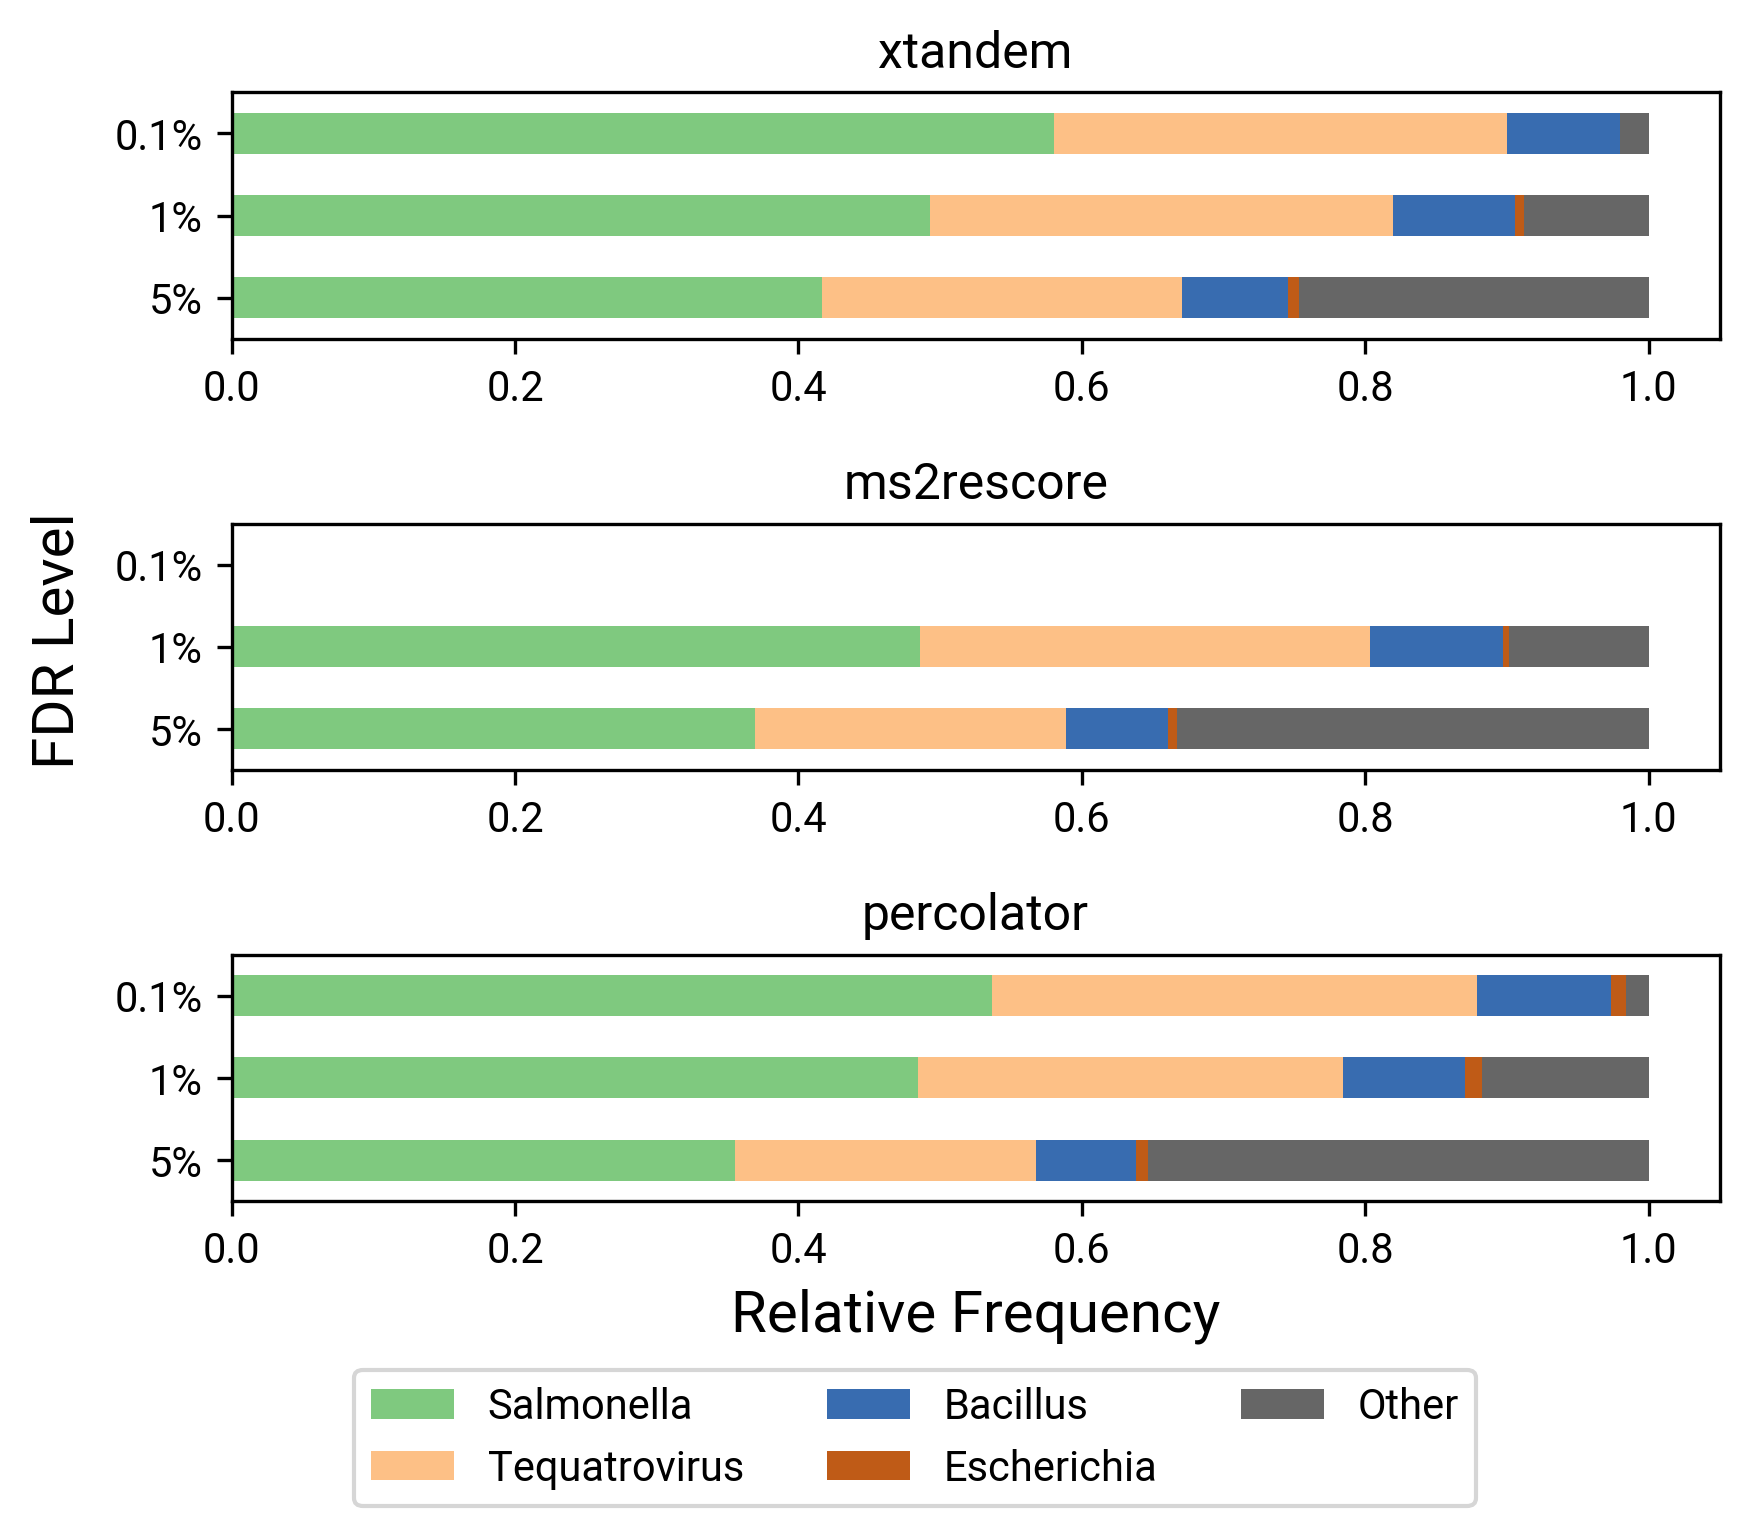 xtandem
0.1%
1%
5%
0.0 0.2 0.4 0.6 0.8 1.0
ms2rescore
FDR Level
0.1%
1%
5%
0.0 0.2 0.4 0.6 0.8 1.0
percolator
0.1%
1%
5%
0.0 0.2 0.4 0.6 0.8 1.0
Relative Frequency
Salmonella Bacillus Other
Tequatrovirus Escherichia